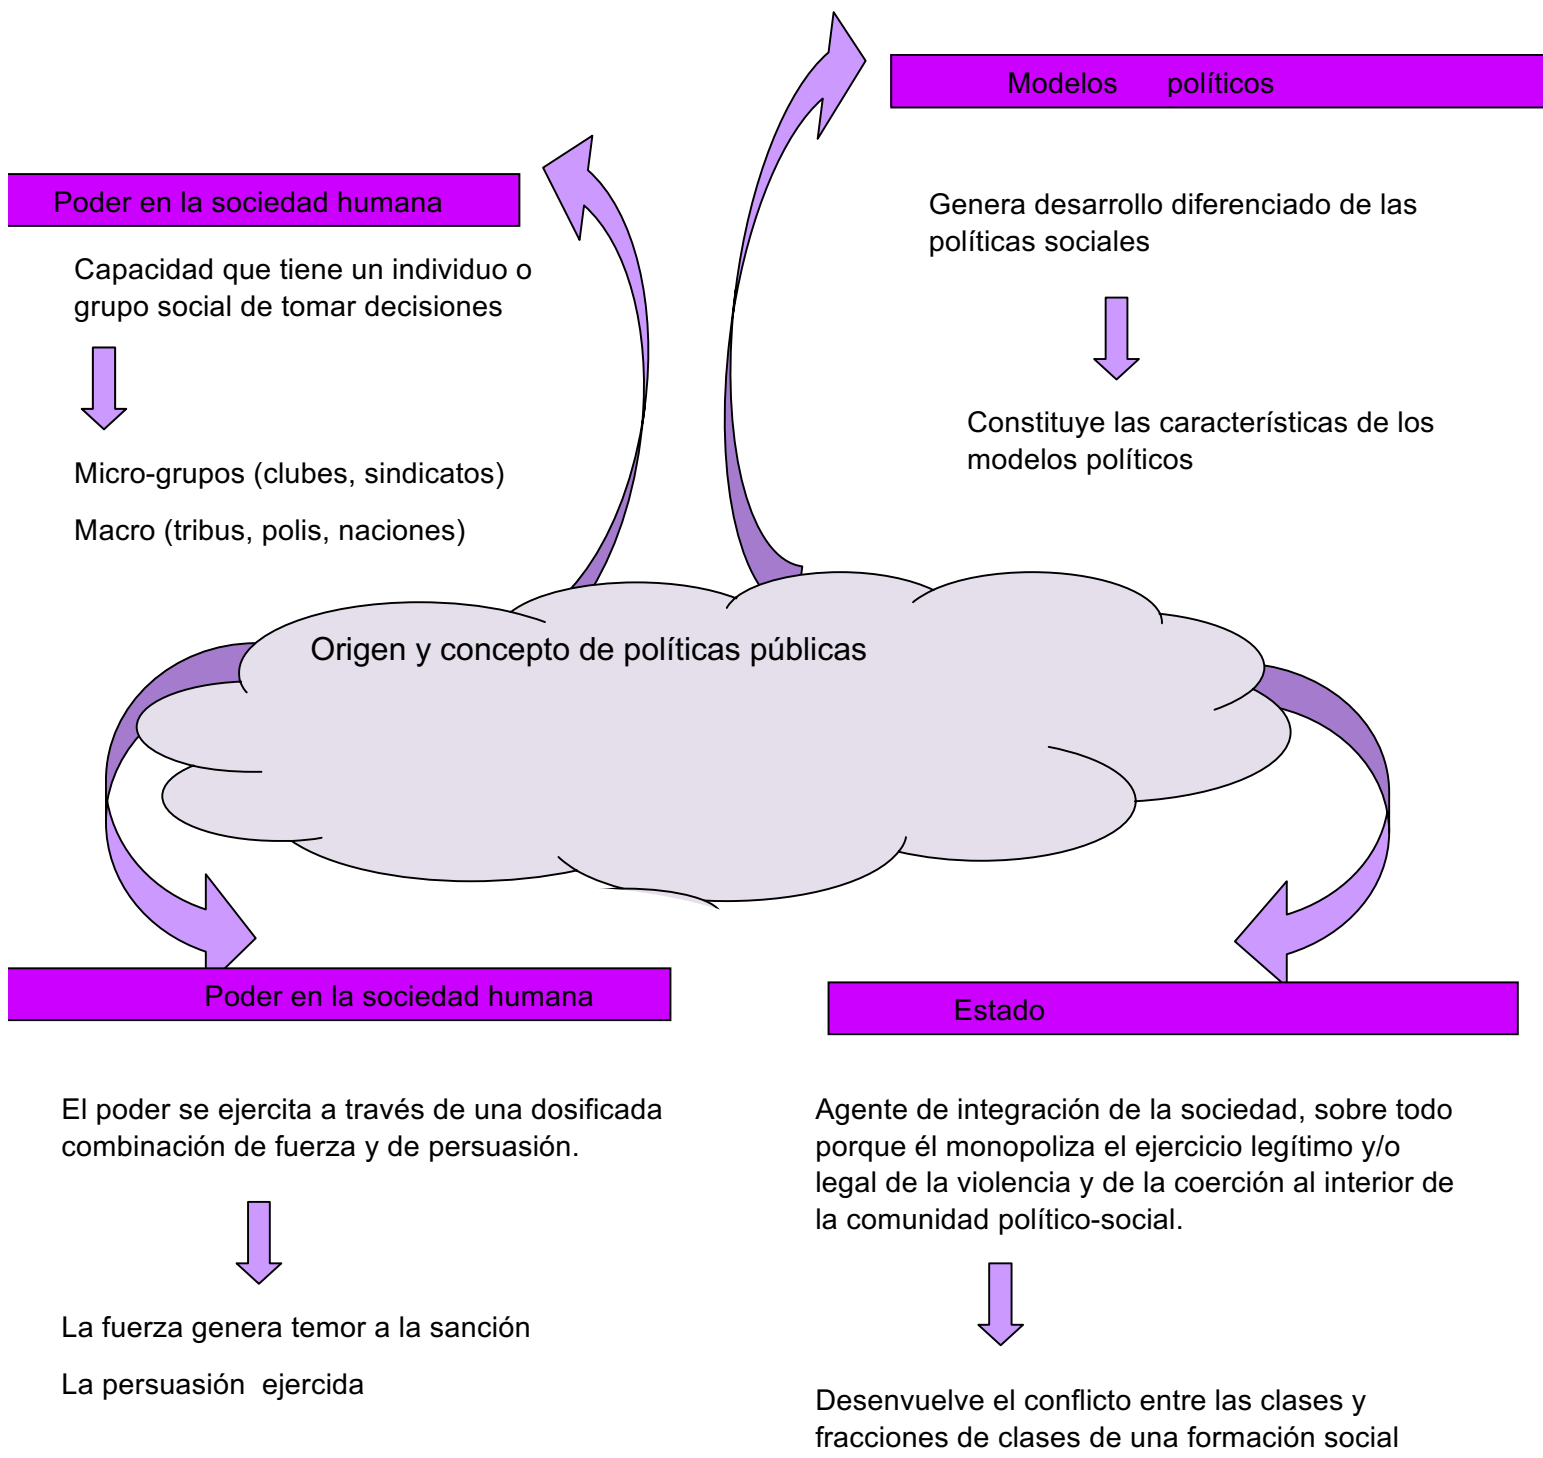 Modelos políticos
Genera desarrollo diferenciado de las
políticas sociales
Constituye las características de los
modelos políticos
Poder en la sociedad humana
Capacidad que tiene un individuo o
grupo social de tomar decisiones
Micro-grupos (clubes, sindicatos)
Macro (tribus, polis, naciones)
Origen y concepto de políticas públicas
Poder en la sociedad humana
El poder se ejercita a través de una dosificada
combinación de fuerza y de persuasión.
La fuerza genera temor a la sanción
La persuasión ejercida
Estado
Agente de integración de la sociedad, sobre todo
porque él monopoliza el ejercicio legítimo y/o
legal de la violencia y de la coerción al interior de
la comunidad político-social.
Desenvuelve el conflicto entre las clases y
fracciones de clases de una formación social